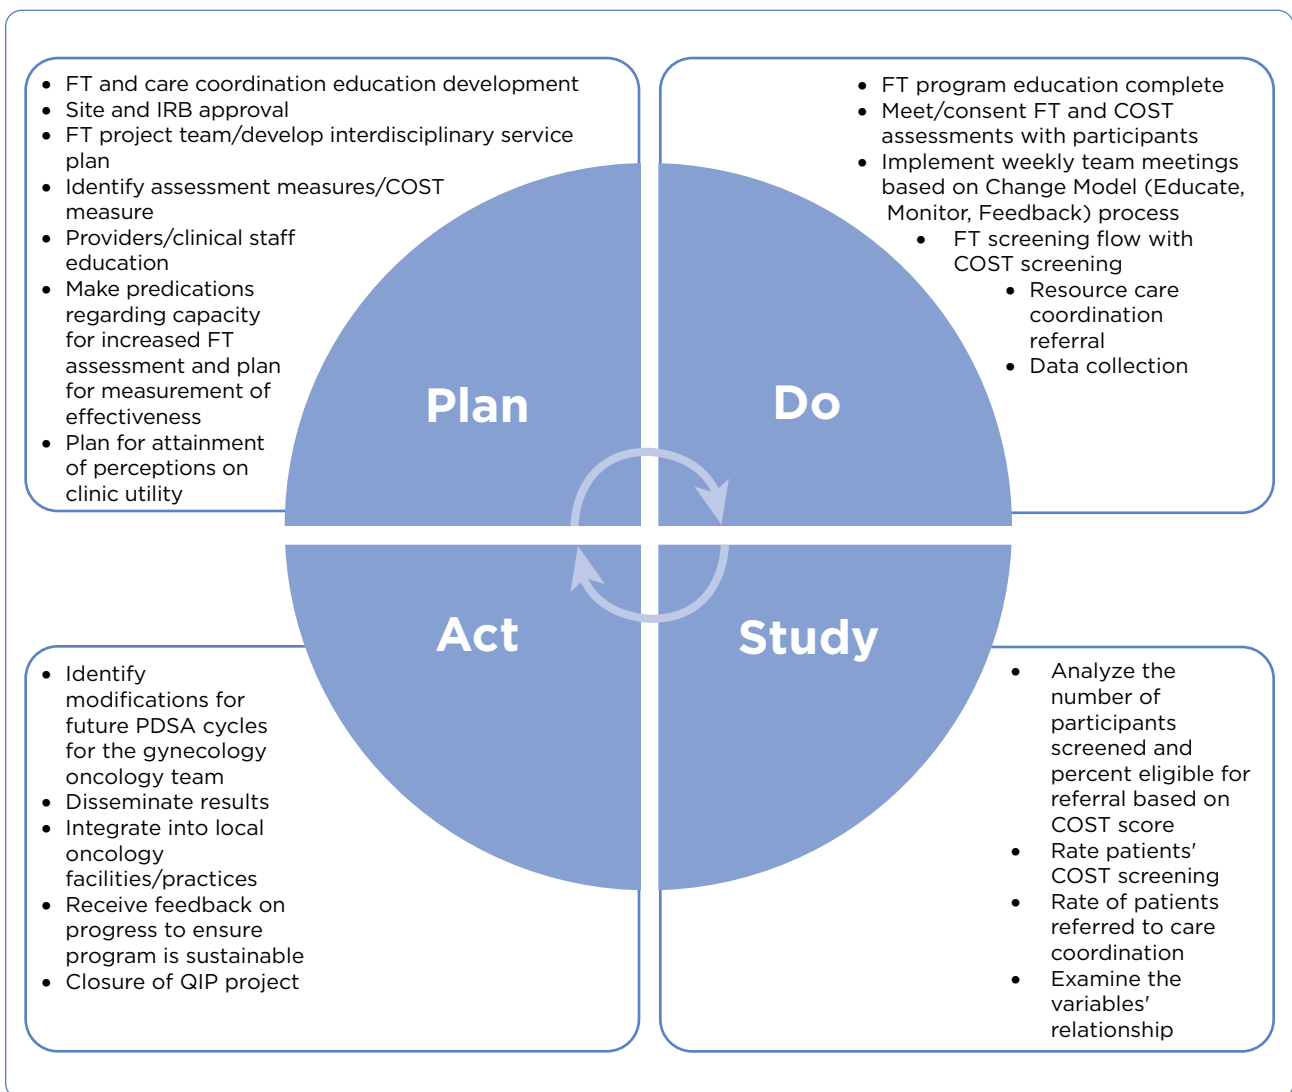 • FT and care coordination education development
• Site and IRB approval
• FT project team/develop interdisciplinary service
plan
• Identify assessment measures/COST
measure
• Providers/clinical staff
education
• Make predications
regarding capacity
for increased FT
assessment and plan
for measurement of
effectiveness
• Plan for attainment
of perceptions on
clinic utility
Plan
• FT program education complete
• Meet/consent FT and COST
assessments with participants
• Implement weekly team meetings
based on Change Model (Educate,
Monitor, Feedback) process
• FT screening flow with
COST screening
• Resource care
coordination
referral
• Data collection
Do
Act
• Identify
modifications for
future PDSA cycles
for the gynecology
oncology team
• Disseminate results
• Integrate into local
oncology
facilities/practices
• Receive feedback on
progress to ensure
program is sustainable
• Closure of QIP project
Study
• Analyze the
number of
participants
screened and
percent eligible for
referral based on
COST score
• Rate patients'
COST screening
• Rate of patients
referred to care
coordination
• Examine the
variables'
relationship